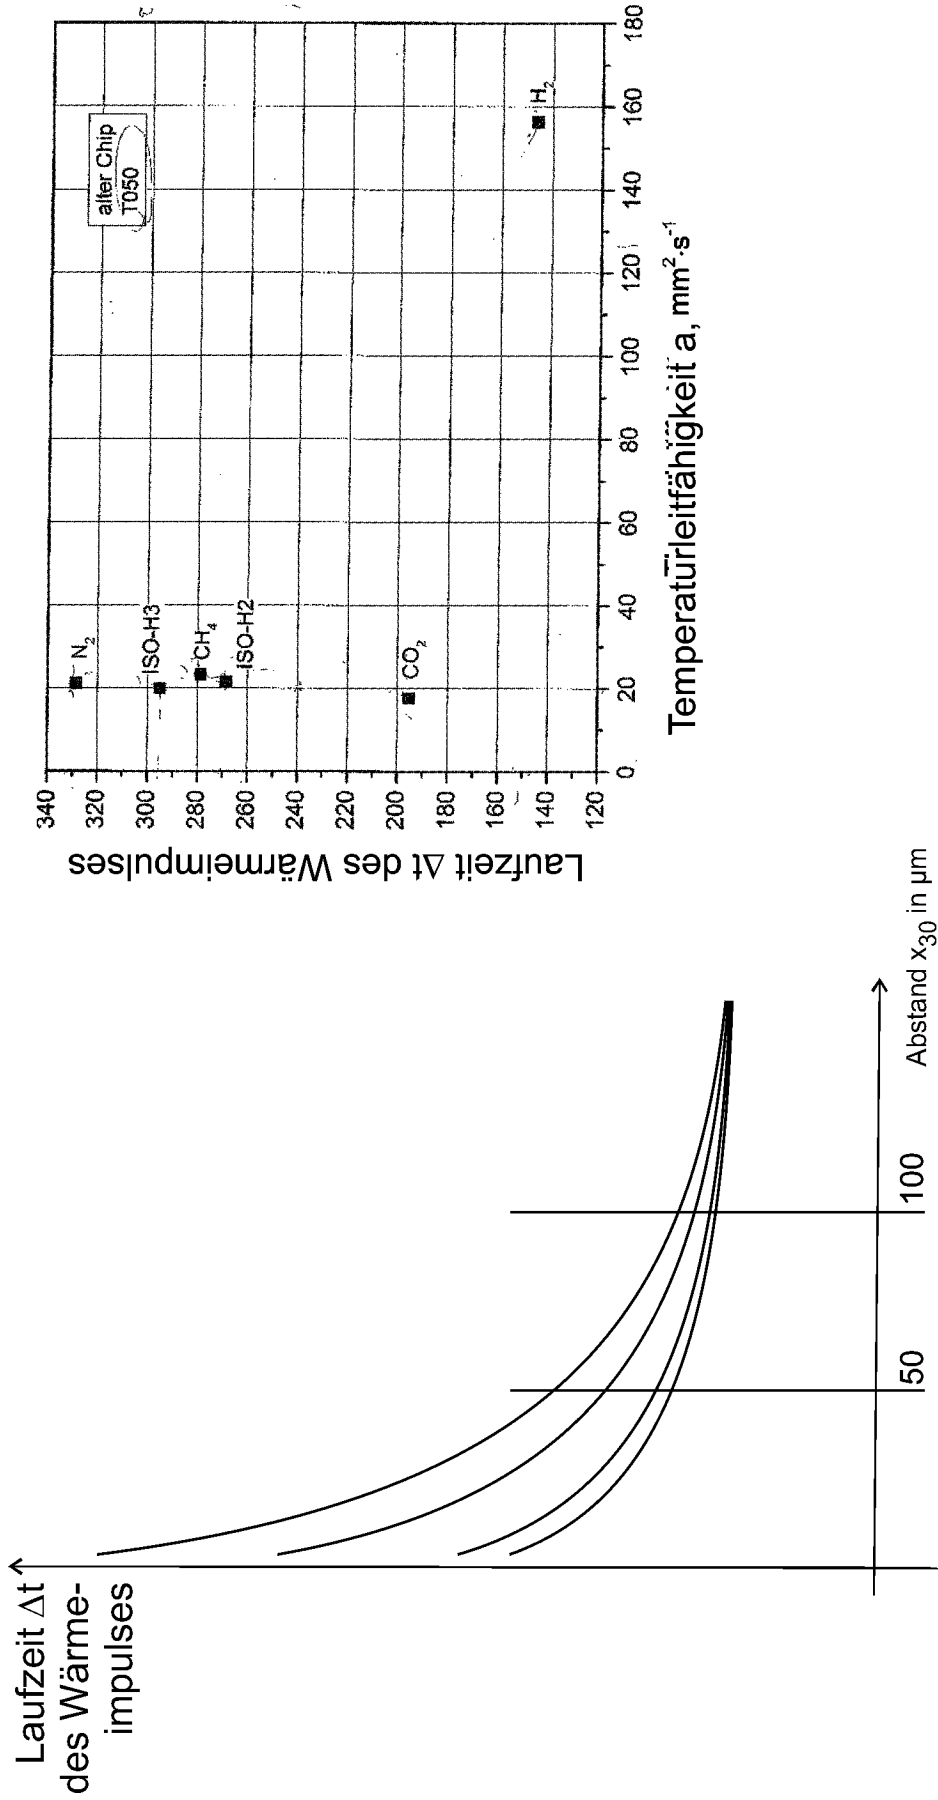 Laufzeit Δt
des Wärme-
impulses
50
100
Abstand x₃₀ in µm
Laufzeit Δt des Wärmeimpulses
340
320
300
280
260
240
220
200
180
160
140
120
N₂
ISO-H3
CH₄
ISO-H2
CO₂
H₂
alter Chip
T050
0
20
40
60
80
100
120
140
160
180
Temperaturleitfähigkeit a, mm²·s⁻¹